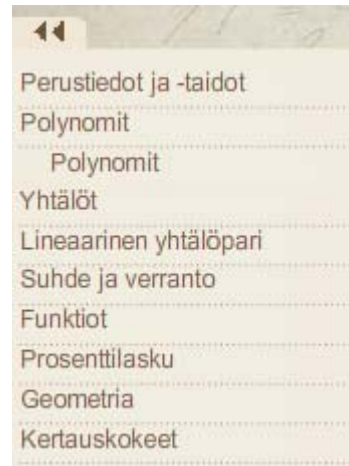 Perustiedot ja -taidot
Polynomit
Polynomit
Yhtälöt
Lineaarinen yhtälöpari
Suhde ja verranto
Funktiot
Prosenttilasku
Geometria
Kertauskokeet